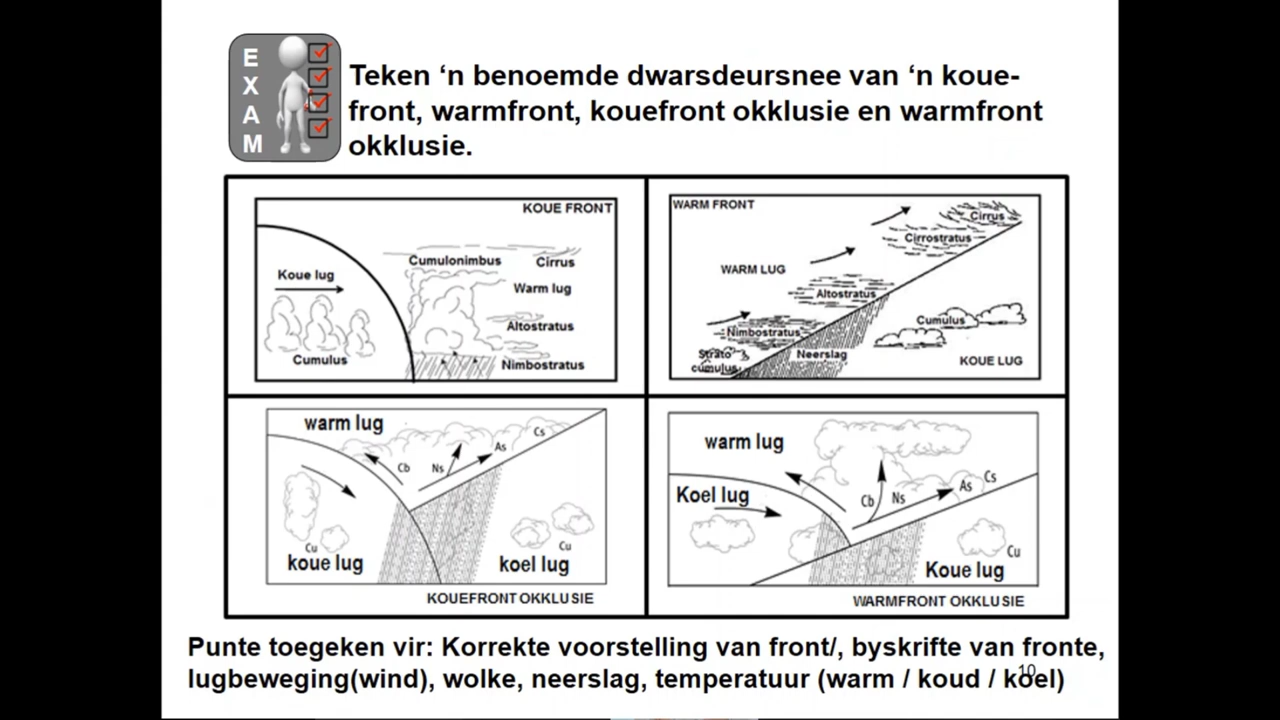 E
X
A
M
Teken ‘n benoemde dwarsdeursnee van ‘n koue-
front, warmfront, kouefront okklusie en warmfront
okklusie.
KOUE FRONT
Cumulonimbus
Cirrus
Koue lug
Warm lug
Altostratus
Cumulus
Nimbostratus
WARM FRONT
Cirrus
Cirrostratus
WARM LUG
Altostratus
Cumulus
Nimbostratus
Strato
cumulus
Neerslag
KOUE LUG
warm lug
Cs
As
Cb
Ns
Cu
koue lug
Cu
koel lug
KOUEFRONT OKKLUSIE
warm lug
Koel lug
Cs
As
Cb
Ns
Cu
Koue lug
WARMFRONT OKKLUSIE
Punte toegeken vir: Korrekte voorstelling van front/, byskrifte van fronte,
lugbeweging(wind), wolke, neerslag, temperatuur (warm / koud / koel)
10